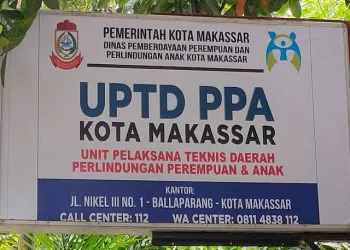 PEMERINTAH KOTA MAKASSAR
DINAS PEMBERDAYAAN PEREMPUAN DAN
PERLINDUNGAN ANAK KOTA MAKASSAR
UPTD PPA
KOTA MAKASSAR
UNIT PELAKSANA TEKNIS DAERAH
PERLINDUNGAN PEREMPUAN & ANAK
KANTOR:
JL. NIKEL III NO. 1 - BALLAPARANG - KOTA MAKASSAR
CALL CENTER: 112 WA CENTER: 0811 4838 112